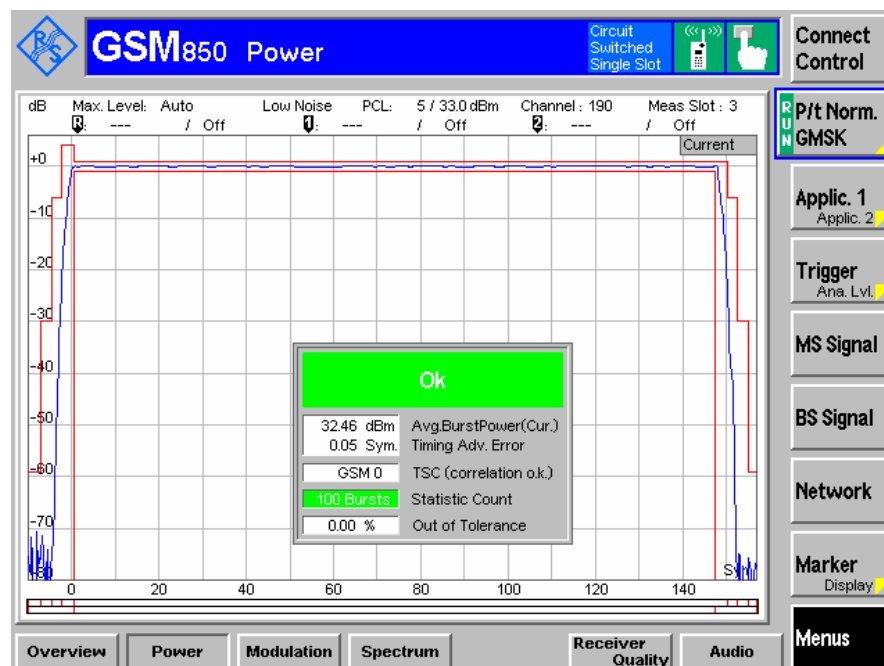 R/S GSM850 Power Circuit Switched Single Slot
Connect Control
dB Max. Level: Auto Low Noise PCL: 5 / 33.0 dBm Channel : 190 Meas Slot : 3
R: --- / Off 1: --- / Off 2: --- / Off
Current
RUN P/t Norm. GMSK
+0
-10
-20
-30
-40
-50
-60
-70
-80
Applic. 1
Applic. 2
Trigger
Ana. Lvl.
MS Signal
BS Signal
Network
Marker
Display
Menus
Ok
32.46 dBm Avg.BurstPower(Cur.)
0.05 Sym. Timing Adv. Error
GSM 0 TSC (correlation o.k.)
100 Bursts Statistic Count
0.00 % Out of Tolerance
0 20 40 60 80 100 120 140
Overview Power Modulation Spectrum Receiver Quality Audio